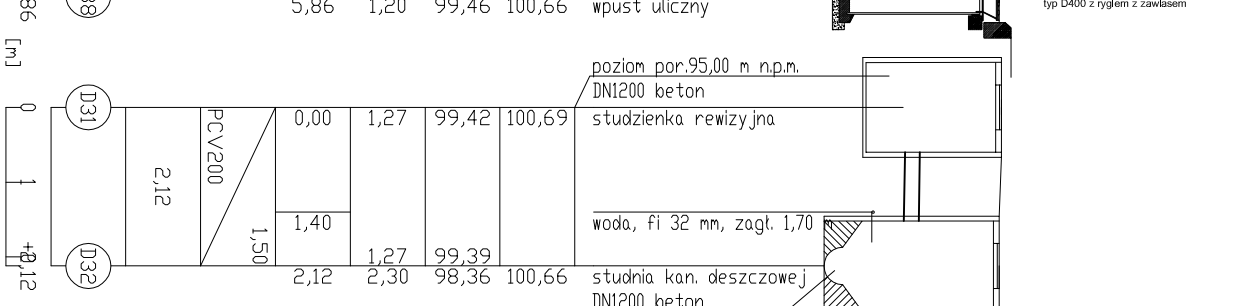 typ D400 z ryglem z zawiasem
86 D38 5,86 1,20 99,46 100,66 wpust uliczny
[m]
poziom por.95,00 m n.p.m.
DN1200 beton
0 D31 PCV200 0,00 1,27 99,42 100,69 studzienka rewizyjna
1 2,12
1,40 woda, fi 32 mm, zagł. 1,70 m
1,50 1,27 99,39
2,12 D32 2,12 2,30 98,36 100,66 studnia kan. deszczowej
DN1200 beton